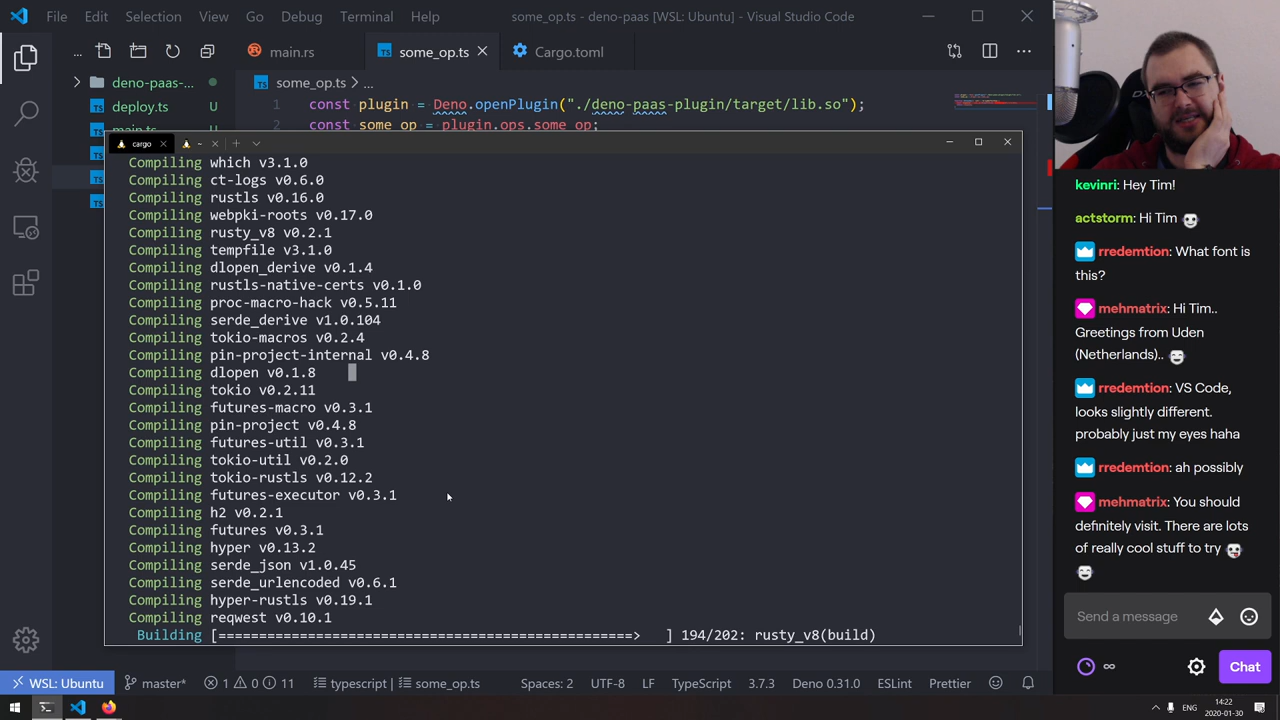 File Edit Selection View Go Debug Terminal Help some_op.ts - deno-paas [WSL: Ubuntu] - Visual Studio Code
... main.rs TS some_op.ts Cargo.toml
deno-paas-... TS some_op.ts > ...
deploy.ts U 1 const plugin = Deno.openPlugin("./deno-paas-plugin/target/lib.so");
main.ts U 2 const some_op = plugin.ops.some_op;
cargo ~
Compiling which v3.1.0
Compiling ct-logs v0.6.0
Compiling rustls v0.16.0
Compiling webpki-roots v0.17.0
Compiling rusty_v8 v0.2.1
Compiling tempfile v3.1.0
Compiling dlopen_derive v0.1.4
Compiling rustls-native-certs v0.1.0
Compiling proc-macro-hack v0.5.11
Compiling serde_derive v1.0.104
Compiling tokio-macros v0.2.4
Compiling pin-project-internal v0.4.8
Compiling dlopen v0.1.8
Compiling tokio v0.2.11
Compiling futures-macro v0.3.1
Compiling pin-project v0.4.8
Compiling futures-util v0.3.1
Compiling tokio-util v0.2.0
Compiling tokio-rustls v0.12.2
Compiling futures-executor v0.3.1
Compiling h2 v0.2.1
Compiling futures v0.3.1
Compiling hyper v0.13.2
Compiling serde_json v1.0.45
Compiling serde_urlencoded v0.6.1
Compiling hyper-rustls v0.19.1
Compiling reqwest v0.10.1
Building [===================================================> ] 194/202: rusty_v8(build)
WSL: Ubuntu master* 1 0 11 typescript | some_op.ts Spaces: 2 UTF-8 LF TypeScript 3.7.3 Deno 0.31.0 ESLint Prettier
ENG 14:22
2020-01-30
kevinri: Hey Tim!
actstorm: Hi Tim
rredemtion: What font is
this?
mehmatrix: Hi Tim..
Greetings from Uden
(Netherlands)..
rredemtion: VS Code,
looks slightly different.
probably just my eyes haha
rredemtion: ah possibly
mehmatrix: You should
definitely visit. There are lots
of really cool stuff to try
Send a message
∞ Chat